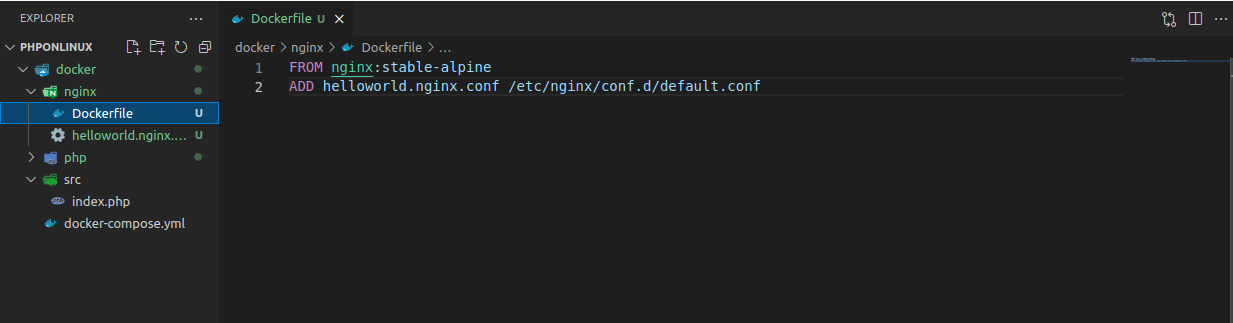 EXPLORER
PHPONLINUX
docker
nginx
Dockerfile U
helloworld.nginx.... U
php
src
index.php
docker-compose.yml
Dockerfile U
docker > nginx > Dockerfile > ...
1 FROM nginx:stable-alpine
2 ADD helloworld.nginx.conf /etc/nginx/conf.d/default.conf